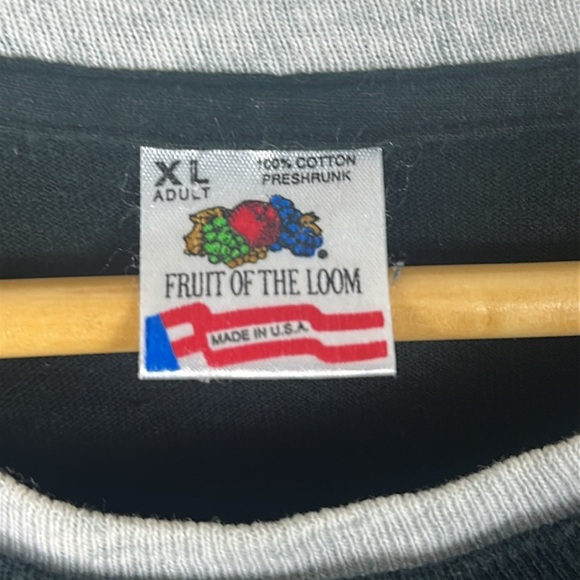 XL
ADULT
100% COTTON
PRESHRUNK
FRUIT OF THE LOOM
MADE IN U.S.A.